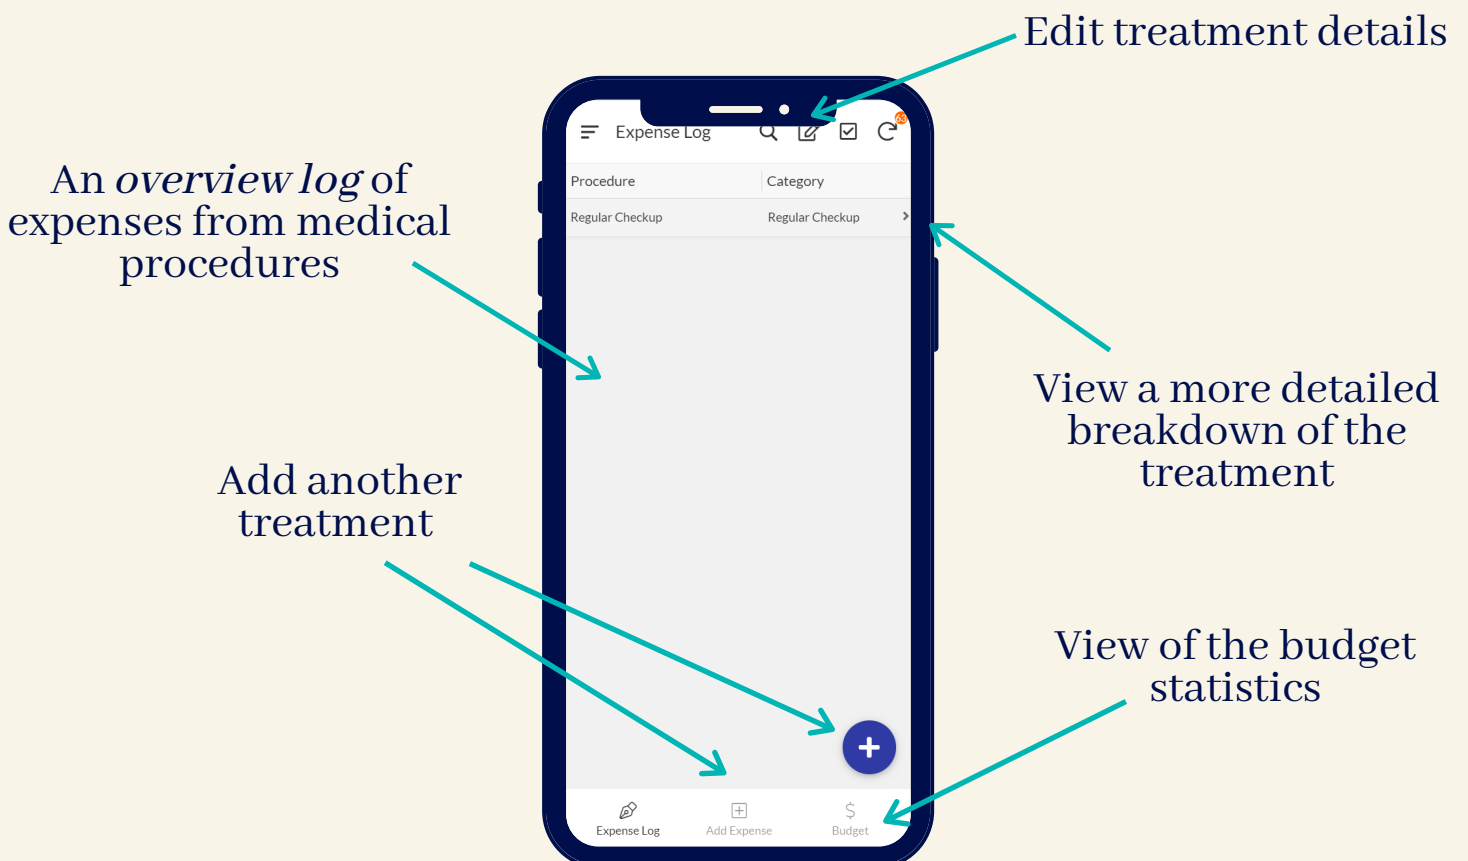 Edit treatment details
An overview log of
expenses from medical
procedures
Expense Log
63
Procedure Category
Regular Checkup Regular Checkup
View a more detailed
breakdown of the
treatment
Add another
treatment
View of the budget
statistics
Expense Log Add Expense Budget